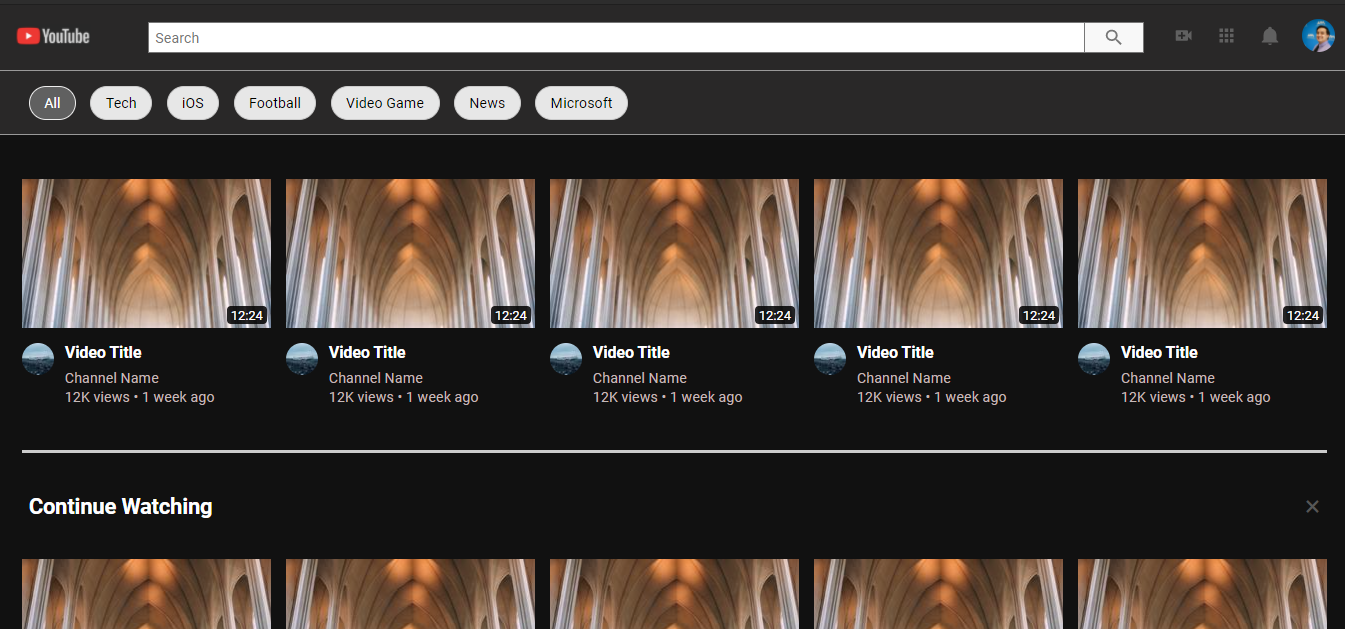 YouTube
Search
All Tech iOS Football Video Game News Microsoft
12:24 12:24 12:24 12:24 12:24
Video Title Video Title Video Title Video Title Video Title
Channel Name Channel Name Channel Name Channel Name Channel Name
12K views • 1 week ago 12K views • 1 week ago 12K views • 1 week ago 12K views • 1 week ago 12K views • 1 week ago
Continue Watching